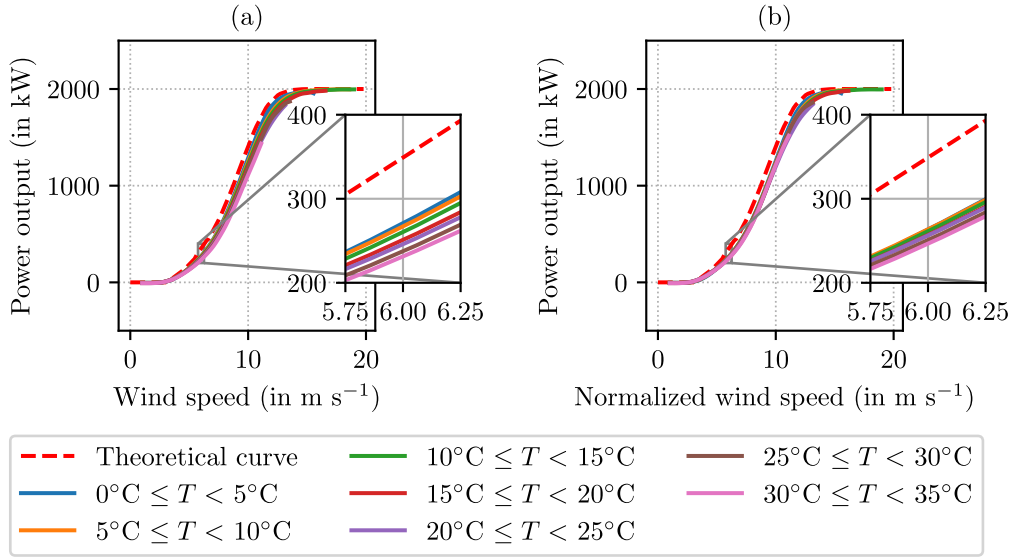 (a)
(b)
Power output (in kW)
2000
1000
0
400
300
200
5.75 6.00 6.25
0 10 20
Wind speed (in m s⁻¹)
Power output (in kW)
2000
1000
0
400
300
200
5.75 6.00 6.25
0 10 20
Normalized wind speed (in m s⁻¹)
Theoretical curve
0°C ≤ T < 5°C
5°C ≤ T < 10°C
10°C ≤ T < 15°C
15°C ≤ T < 20°C
20°C ≤ T < 25°C
25°C ≤ T < 30°C
30°C ≤ T < 35°C